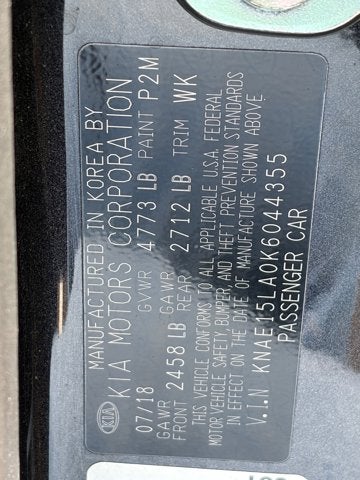 MANUFACTURED IN KOREA BY
KIA MOTORS CORPORATION
07/18 GVWR 4773 LB PAINT P2M
GAWR GAWR
FRONT 2458 LB REAR 2712 LB TRIM WK
THIS VEHICLE CONFORMS TO ALL APPLICABLE U.S.A. FEDERAL
MOTOR VEHICLE SAFETY, BUMPER, AND THEFT PREVENTION STANDARDS
IN EFFECT ON THE DATE OF MANUFACTURE SHOWN ABOVE
V.I.N KNAE15LA0K6044355
PASSENGER CAR
KIA